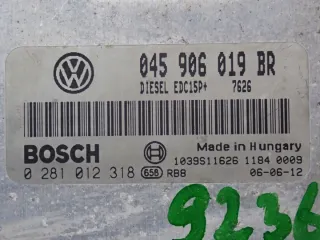 045 906 019 BR
DIESEL EDC15P+ 7626
BOSCH
Made in Hungary
1039S11626 1184 0009
0 281 012 318 658 RB8 06-06-12
9236